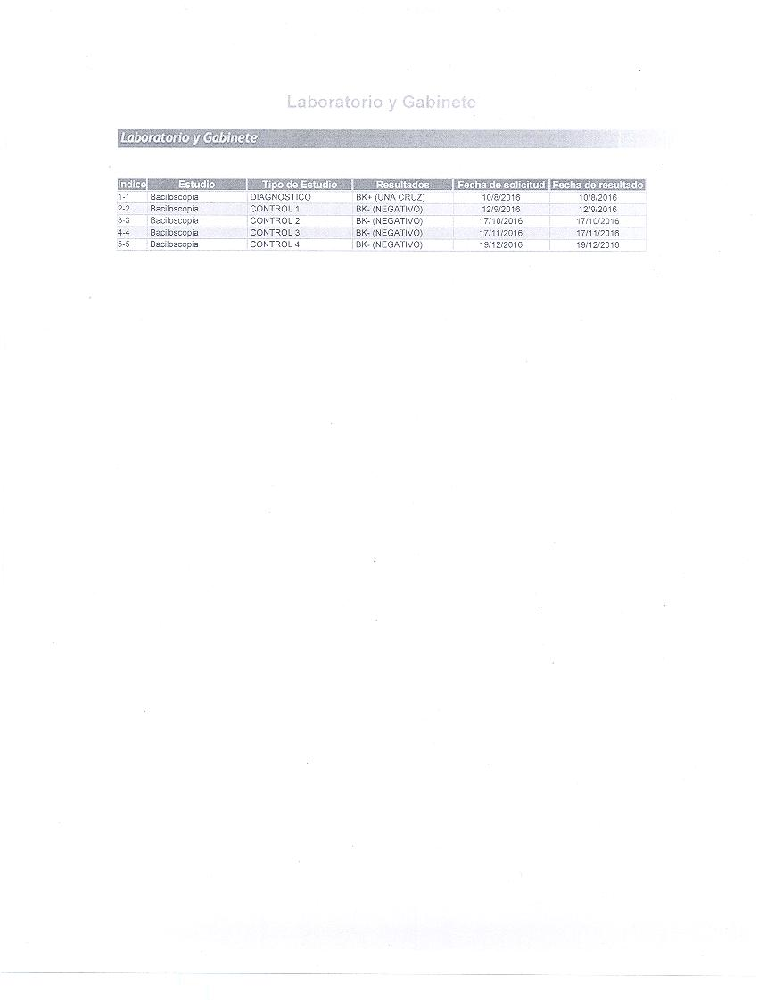 Laboratorio y Gabinete
Laboratorio y Gabinete
Indice Estudio Tipo de Estudio Resultados Fecha de solicitud Fecha de resultado
1-1 Baciloscopia DIAGNOSTICO BK+ (UNA CRUZ) 10/8/2016 10/8/2016
2-2 Baciloscopia CONTROL 1 BK- (NEGATIVO) 12/9/2016 12/9/2016
3-3 Baciloscopia CONTROL 2 BK- (NEGATIVO) 17/10/2016 17/10/2016
4-4 Baciloscopia CONTROL 3 BK- (NEGATIVO) 17/11/2016 17/11/2016
5-5 Baciloscopia CONTROL 4 BK- (NEGATIVO) 19/12/2016 19/12/2016